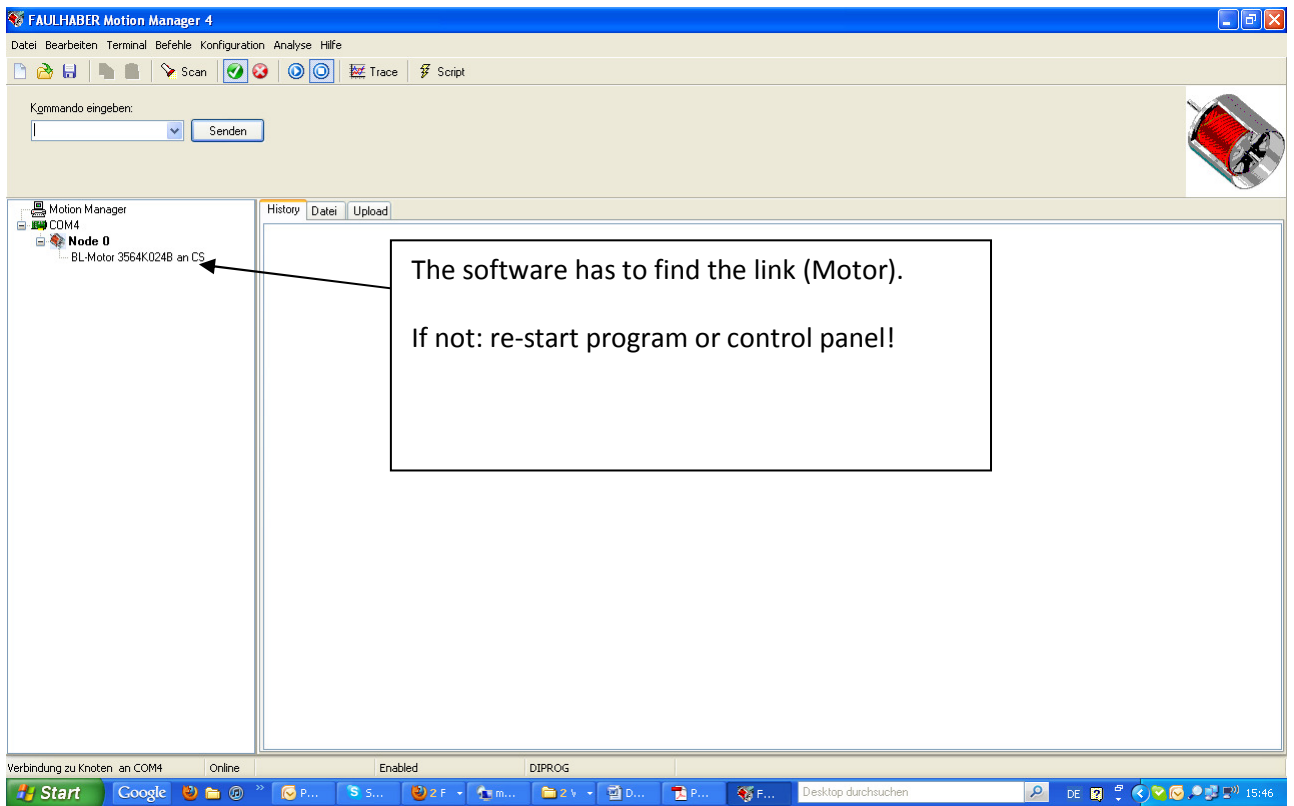 FAULHABER Motion Manager 4
Datei Bearbeiten Terminal Befehle Konfiguration Analyse Hilfe
Scan Trace Script
Kommando eingeben:
Senden
Motion Manager
COM4
Node 0
BL-Motor 3564K024B an CS
History Datei Upload
The software has to find the link (Motor).
If not: re-start program or control panel!
Verbindung zu Knoten an COM4 Online Enabled DIPROG
Start Google P... S S... 2 F m... D... P... F... Desktop durchsuchen DE 15:46